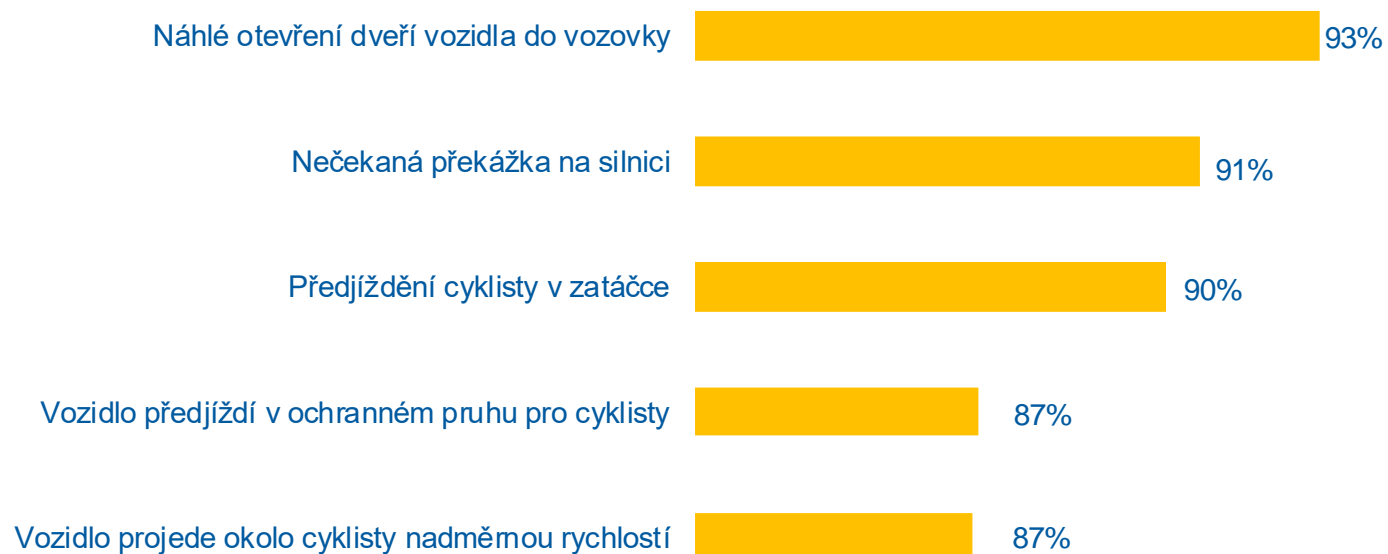 Náhlé otevření dveří vozidla do vozovky 93%
Nečekaná překážka na silnici 91%
Předjíždění cyklisty v zatáčce 90%
Vozidlo předjíždí v ochranném pruhu pro cyklisty 87%
Vozidlo projede okolo cyklisty nadměrnou rychlostí 87%